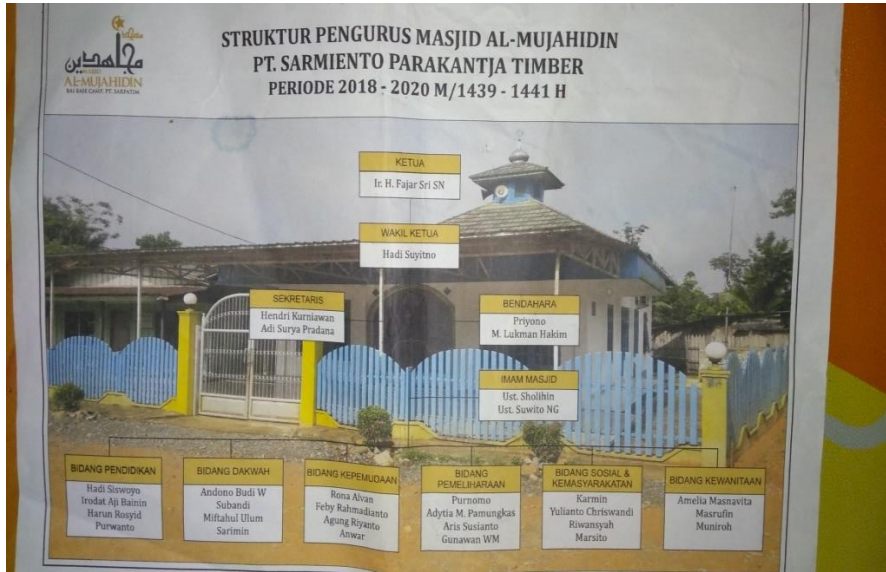 مجاهدين
AL-MUJAHIDIN
STRUKTUR PENGURUS MASJID AL-MUJAHIDIN
PT. SARMIENTO PARAKANTJA TIMBER
PERIODE 2018 - 2020 M/1439 - 1441 H
KETUA
Ir. H. Fajar Sri SN
WAKIL KETUA
Hadi Suyitno
SEKRETARIS
Hendri Kurniawan
Adi Surya Pradana
BENDAHARA
Priyono
M. Lukman Hakim
IMAM MASJID
Ust. Sholihin
Ust. Suwito NG
BIDANG PENDIDIKAN
Hadi Siswoyo
Irodat Aji Bainin
Harun Rosyid
Purwanto
BIDANG DAKWAH
Andono Budi W
Subandi
Miftahul Ulum
Sarimin
BIDANG KEPEMUDAAN
Rona Alvan
Feby Rahmadianto
Agung Riyanto
Anwar
BIDANG
PEMELIHARAAN
Purnomo
Adytia M. Pamungkas
Aris Susianto
Gunawan WM
BIDANG SOSIAL &
KEMASYARAKATAN
Karmin
Yulianto Chriswandi
Riwansyah
Marsito
BIDANG KEWANITAAN
Amelia Masnavita
Masrufin
Muniroh